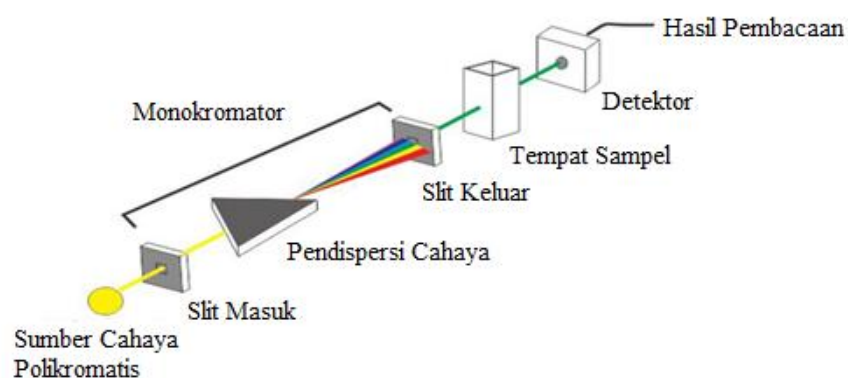 Hasil Pembacaan
Detektor
Monokromator
Tempat Sampel
Slit Keluar
Pendispersi Cahaya
Slit Masuk
Sumber Cahaya
Polikromatis